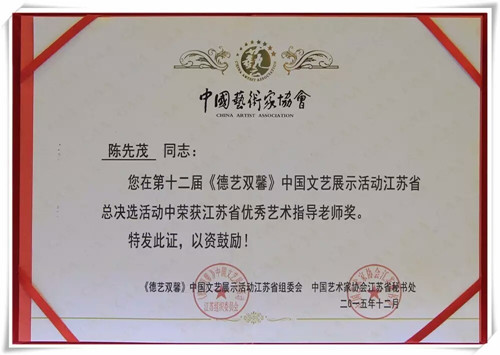 中國藝術家協會
CHINA ARTIST ASSOCIATION
陈先茂 同志：
您在第十二届《德艺双馨》中国文艺展示活动江苏省
总决选活动中荣获江苏省优秀艺术指导老师奖。
特发此证，以资鼓励！
《德艺双馨》中国文艺展示活动江苏省组委会 中国艺术家协会江苏省秘书处
二〇一五年十二月